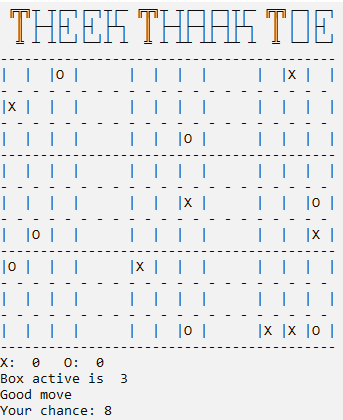 THEEK THAAK TOE
---------------------------------------------
| | |O | | | | | | |X | |
- - - - - - - - - - - - - - - - - - - - -
|X | | | | | | | | | | |
- - - - - - - - - - - - - - - - - - - - -
| | | | | | |O | | | | |
---------------------------------------------
| | | | | | | | | | | |
- - - - - - - - - - - - - - - - - - - - -
| | | | | | |X | | | |O |
- - - - - - - - - - - - - - - - - - - - -
| |O | | | | | | | | |X |
---------------------------------------------
|O | | | |X | | | | | | |
- - - - - - - - - - - - - - - - - - - - -
| | | | | | | | | | | |
- - - - - - - - - - - - - - - - - - - - -
| | | | | | |O | |X |X |O |
---------------------------------------------
X: 0 O: 0
Box active is 3
Good move
Your chance: 8